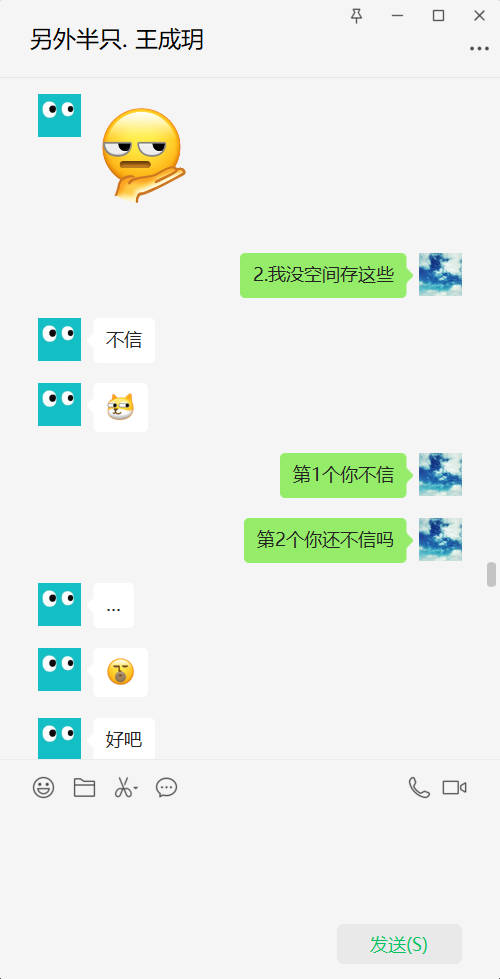 另外半只. 王成玥
2.我没空间存这些
不信
第1个你不信
第2个你还不信吗
...
好吧
发送(S)